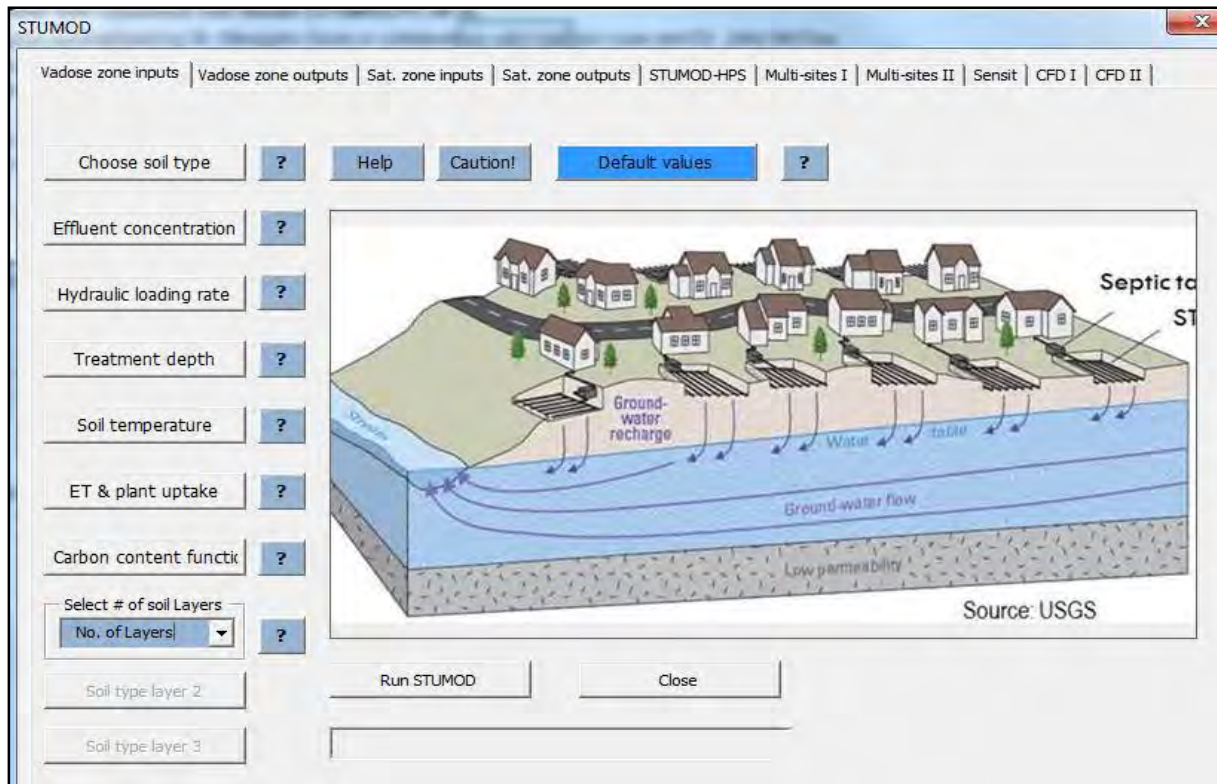 STUMOD
Vadose zone inputs Vadose zone outputs Sat. zone inputs Sat. zone outputs STUMOD-HPS Multi-sites I Multi-sites II Sensit CFD I CFD II
Choose soil type ? Help Caution! Default values ?
Effluent concentration ?
Hydraulic loading rate ?
Treatment depth ?
Soil temperature ?
ET & plant uptake ?
Carbon content functic ?
Select # of soil Layers
No. of Layers ?
Soil type layer 2
Soil type layer 3
Septic ta
ST
Ground-
water
recharge
Stream
Water table
Ground-water flow
Low permeability
Source: USGS
Run STUMOD Close